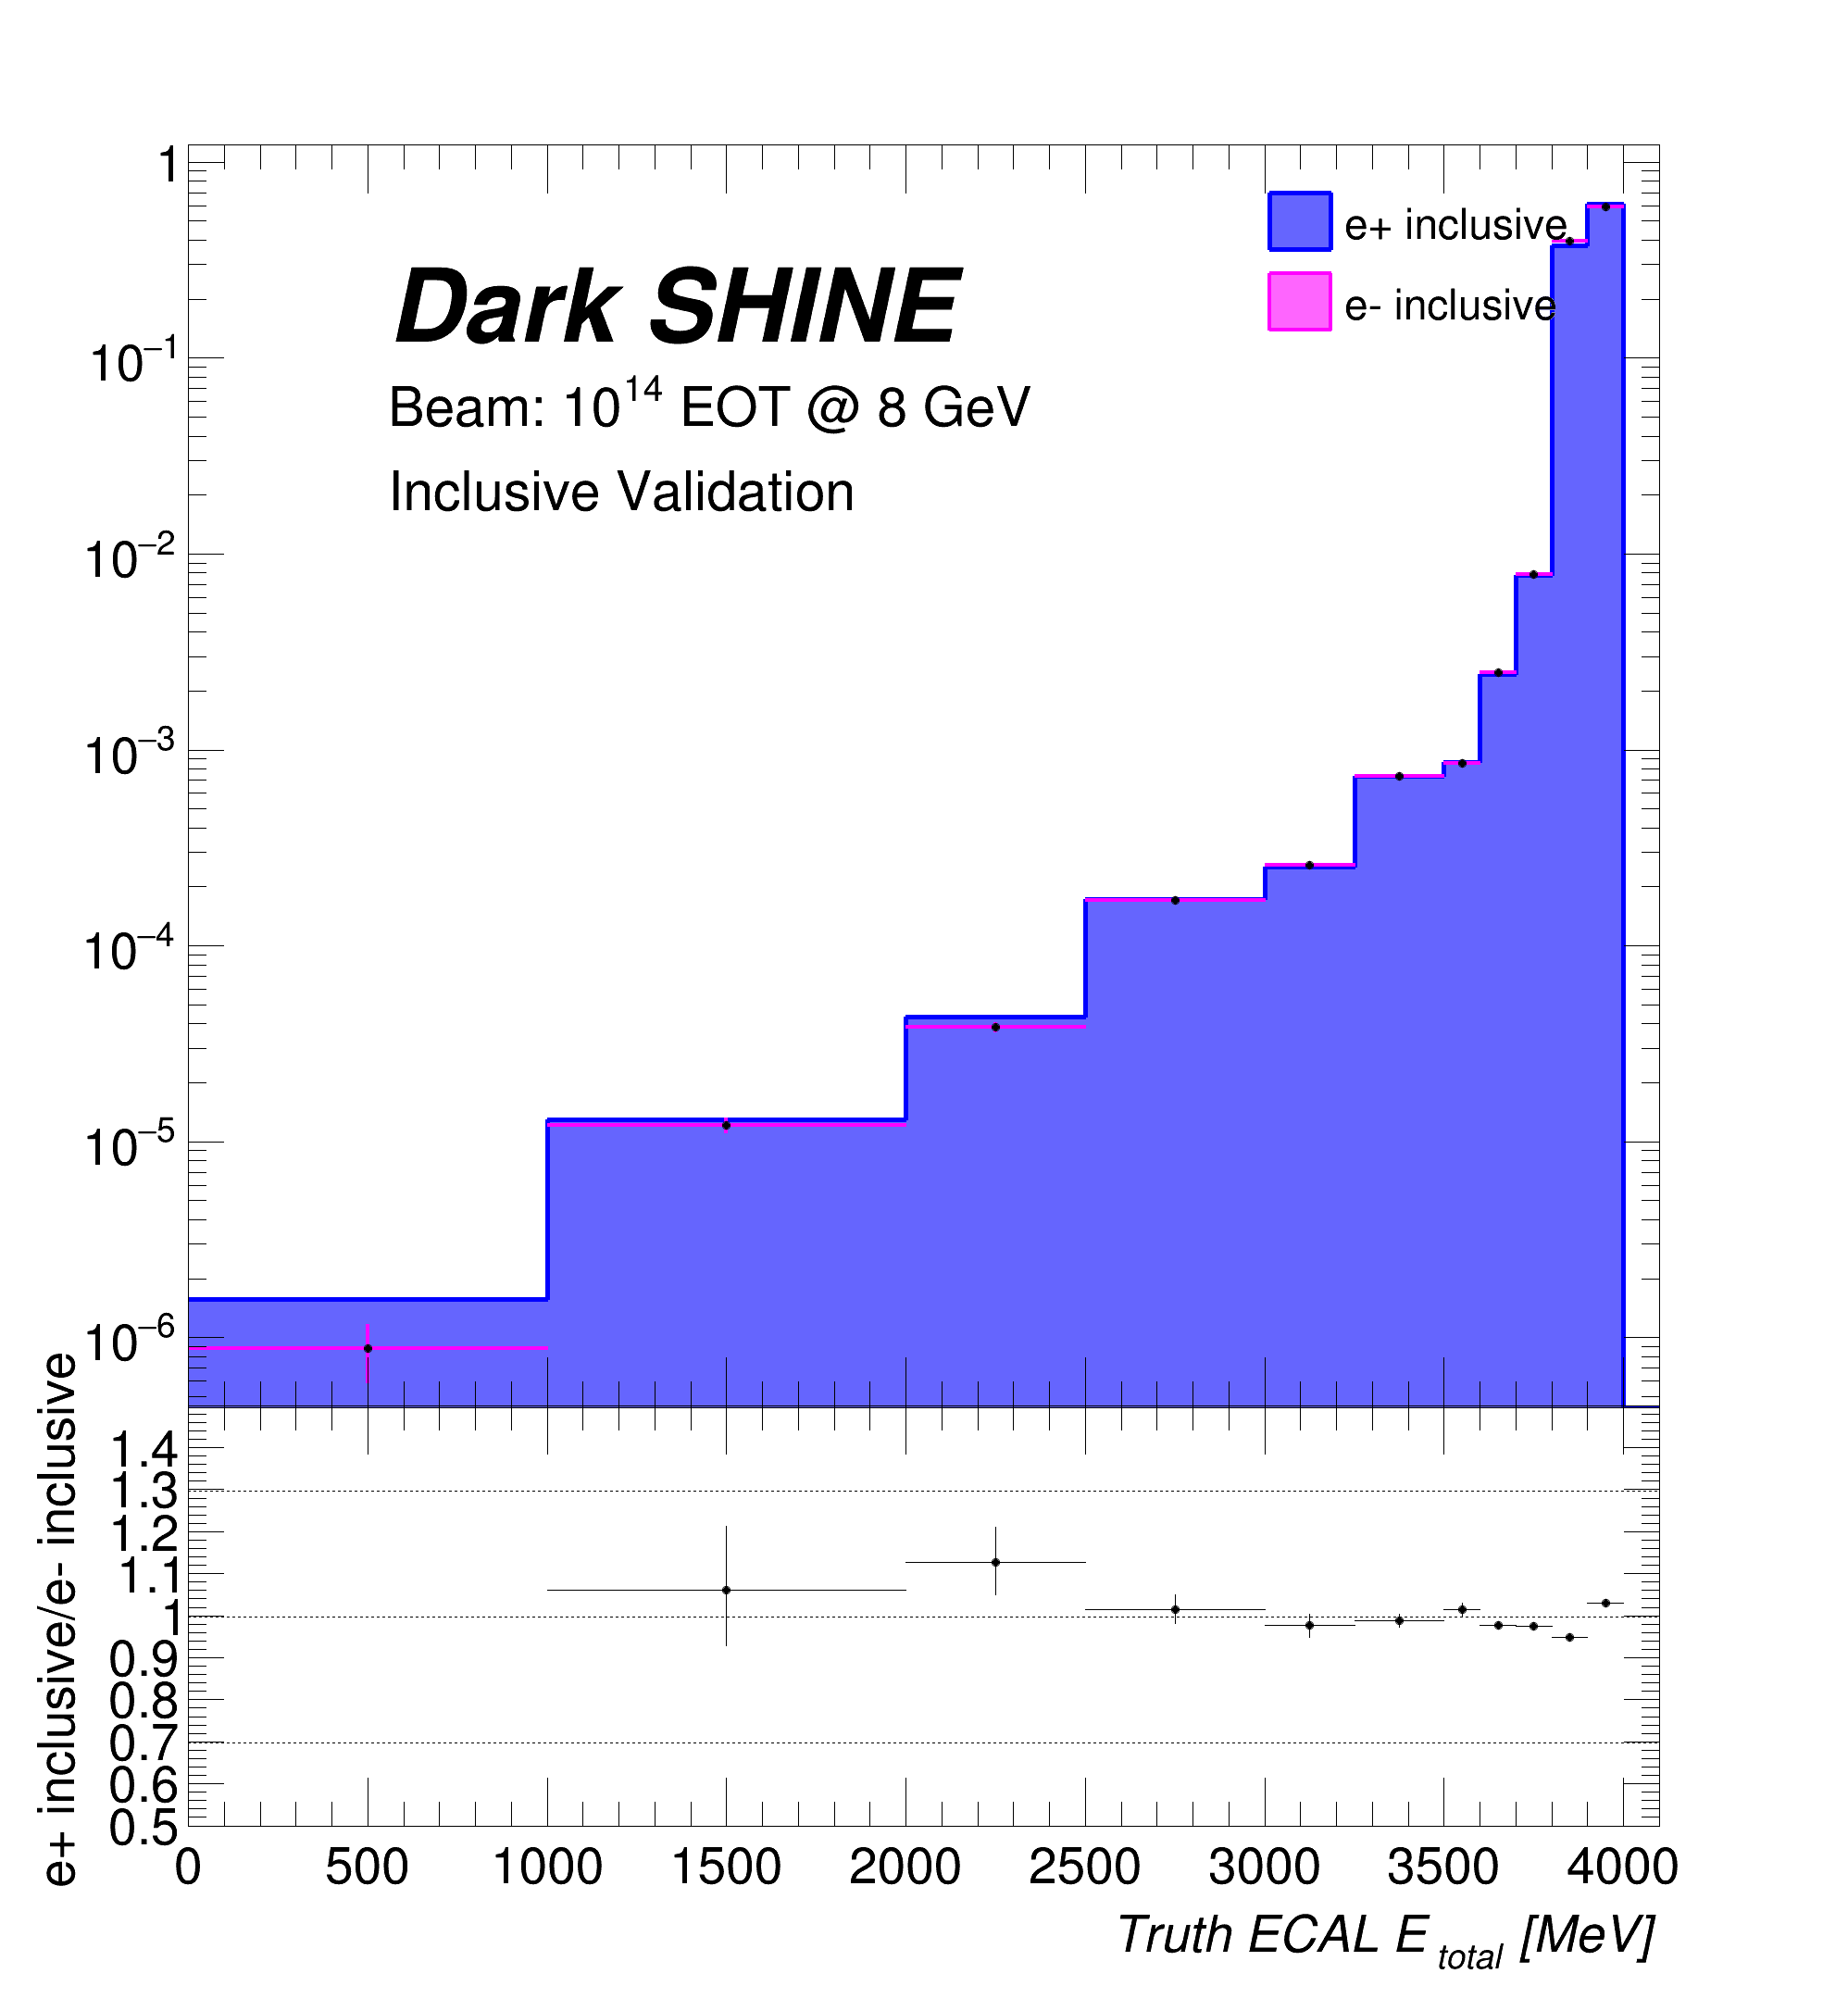 1
e+ inclusive
e- inclusive
Dark SHINE
10−1
Beam: 10^14 EOT @ 8 GeV
Inclusive Validation
10−2
10−3
10−4
10−5
10−6
e+ inclusive/e- inclusive
1.4
1.3
1.2
1.1
1
0.9
0.8
0.7
0.6
0.5
0 500 1000 1500 2000 2500 3000 3500 4000
Truth ECAL E total [MeV]